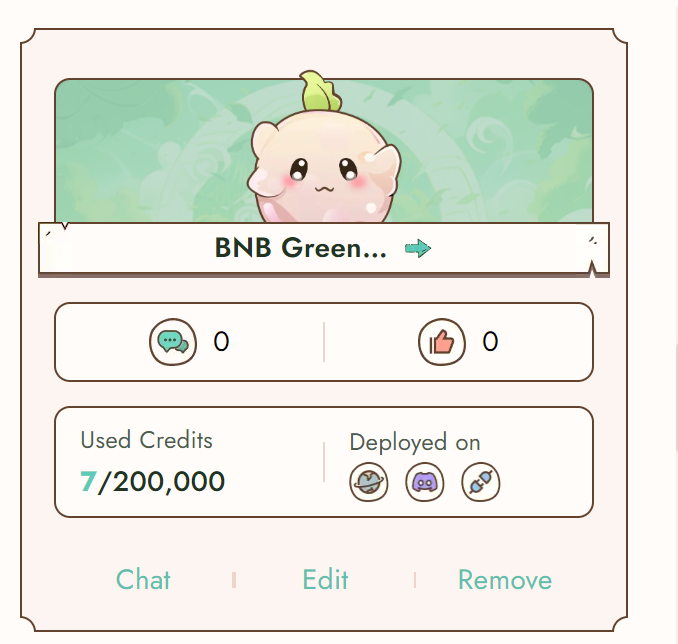 BNB Green...
0
0
Used Credits
7/200,000
Deployed on
Chat
Edit
Remove